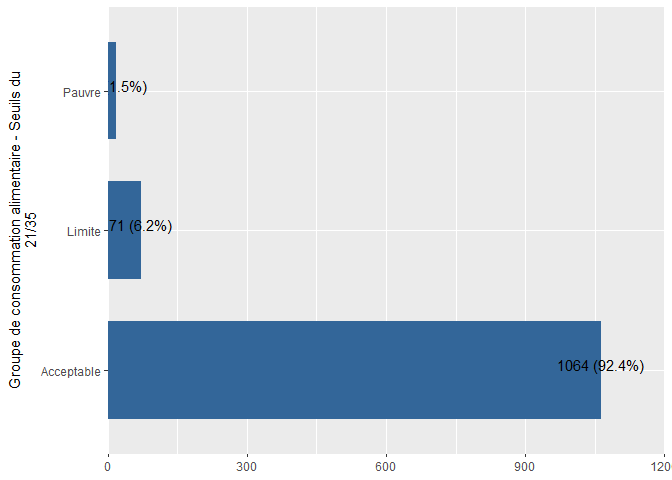 Groupe de consommation alimentaire - Seuils du
21/35
Pauvre
1.5%)
Limite
71 (6.2%)
Acceptable
1064 (92.4%)
0
300
600
900
120